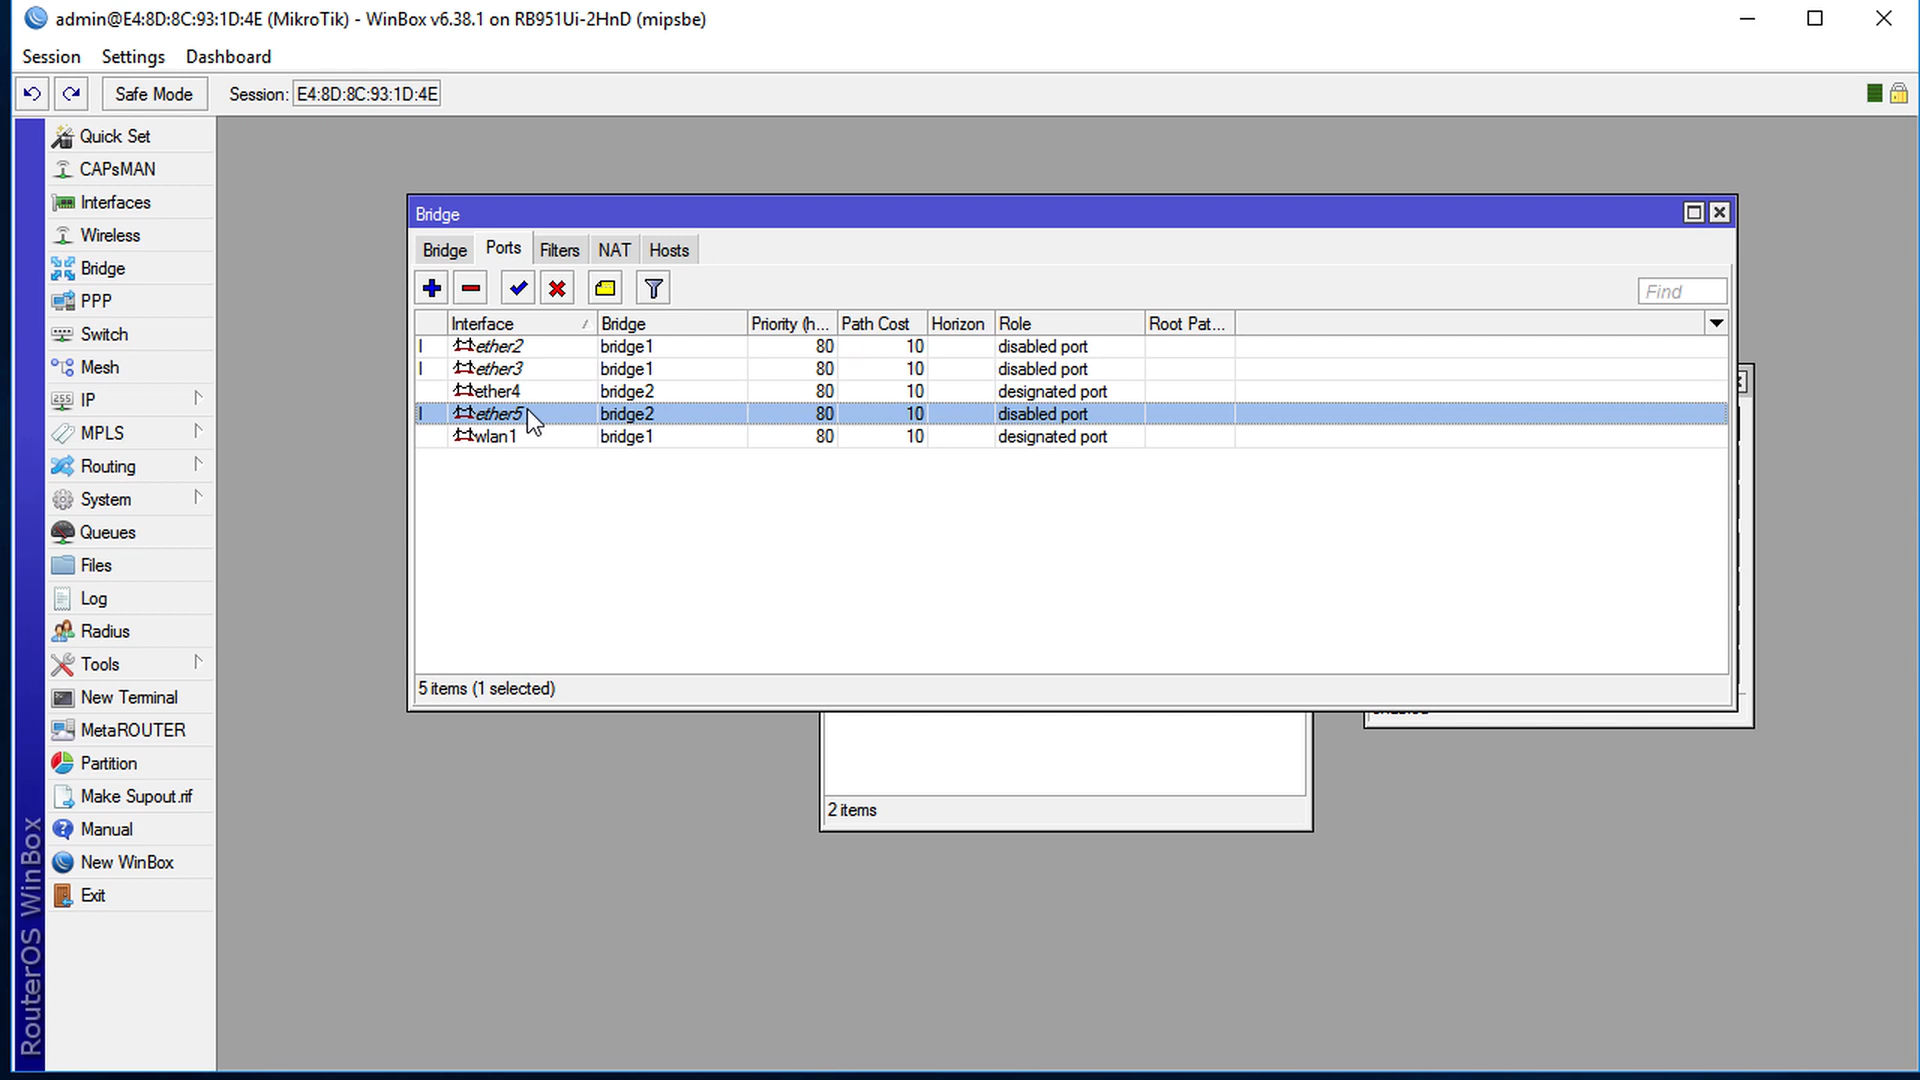 admin@E4:8D:8C:93:1D:4E (MikroTik) - WinBox v6.38.1 on RB951Ui-2HnD (mipsbe)
Session Settings Dashboard
Safe Mode Session: E4:8D:8C:93:1D:4E
Quick Set
CAPsMAN
Interfaces
Wireless
Bridge
PPP
Switch
Mesh
255 IP
MPLS
Routing
System
Queues
Files
Log
Radius
Tools
New Terminal
MetaROUTER
Partition
Make Supout.rif
Manual
New WinBox
Exit
RouterOS WinBox
Bridge
Bridge Ports Filters NAT Hosts
Find
Interface Bridge Priority (h... Path Cost Horizon Role Root Pat...
I ether2 bridge1 80 10 disabled port
I ether3 bridge1 80 10 disabled port
ether4 bridge2 80 10 designated port
I ether5 bridge2 80 10 disabled port
wlan1 bridge1 80 10 designated port
5 items (1 selected)
2 items